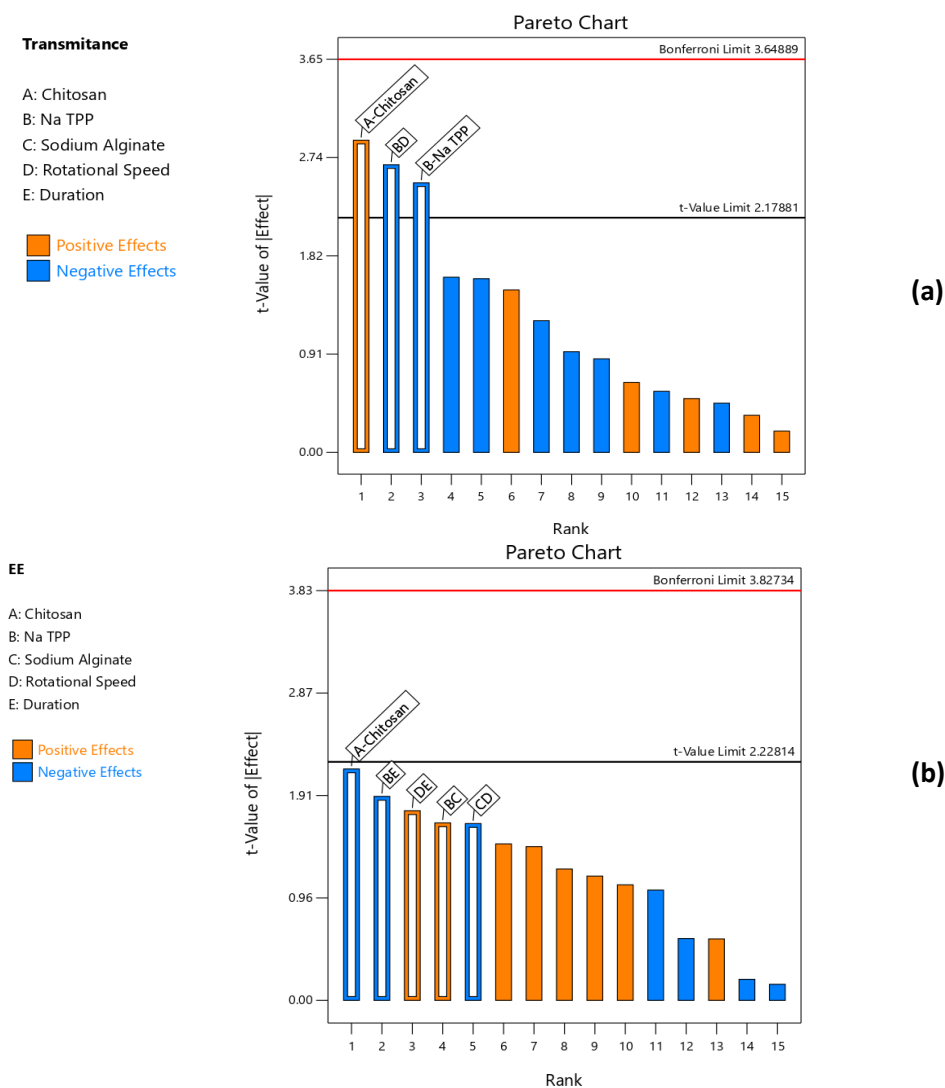 Transmitance
A: Chitosan
B: Na TPP
C: Sodium Alginate
D: Rotational Speed
E: Duration
Positive Effects
Negative Effects
Pareto Chart
Bonferroni Limit 3.64889
t-Value Limit 2.17881
A-Chitosan
BD
B-Na TPP
t-Value of |Effect|
3.65
2.74
1.82
0.91
0.00
1 2 3 4 5 6 7 8 9 10 11 12 13 14 15
Rank
(a)
EE
A: Chitosan
B: Na TPP
C: Sodium Alginate
D: Rotational Speed
E: Duration
Positive Effects
Negative Effects
Pareto Chart
Bonferroni Limit 3.82734
t-Value Limit 2.22814
A-Chitosan
BE
DE
BC
CD
t-Value of |Effect|
3.83
2.87
1.91
0.96
0.00
1 2 3 4 5 6 7 8 9 10 11 12 13 14 15
Rank
(b)